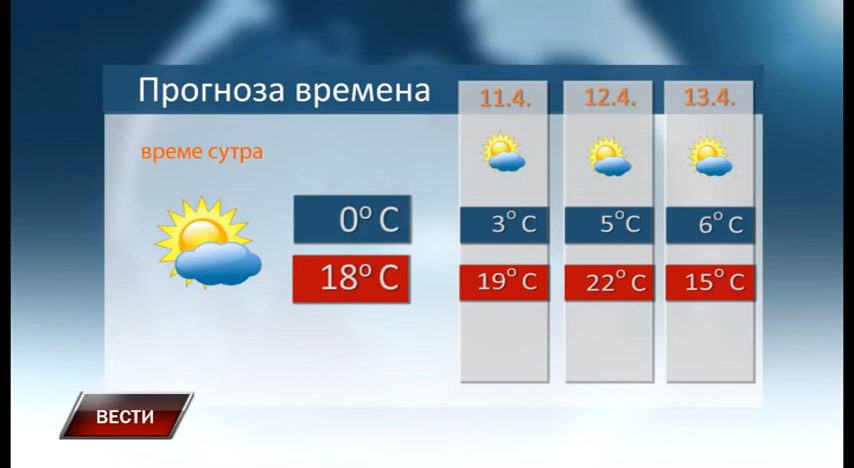 Прогноза времена
време сутра
0° C
18° C
11.4.
3° C
19° C
12.4.
5°C
22° C
13.4.
6° C
15° C
ВЕСТИ